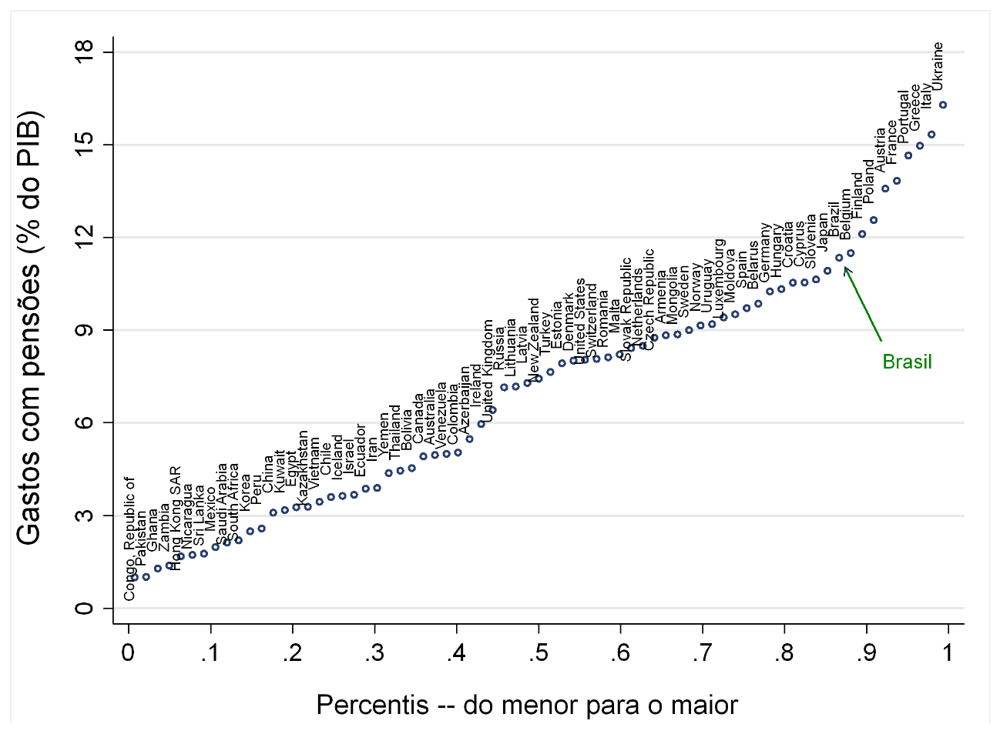 Gastos com pensões (% do PIB)
18
15
12
9
6
3
0
Congo, Republic of
Pakistan
Ghana
Zambia
Hong Kong SAR
Nicaragua
Sri Lanka
Mexico
Saudi Arabia
South Africa
Korea
Peru
China
Kuwait
Egypt
Kazakhstan
Vietnam
Chile
Iceland
Israel
Ecuador
Iran
Yemen
Thailand
Bolivia
Canada
Australia
Venezuela
Colombia
Azerbaijan
Ireland
United Kingdom
Russia
Lithuania
Latvia
New Zealand
Turkey
Estonia
Denmark
United States
Switzerland
Romania
Malta
Slovak Republic
Netherlands
Czech Republic
Armenia
Mongolia
Sweden
Norway
Uruguay
Luxembourg
Moldova
Spain
Belarus
Germany
Hungary
Croatia
Cyprus
Slovenia
Japan
Brazil
Belgium
Finland
Poland
Austria
France
Portugal
Greece
Italy
Ukraine
Brasil
0 .1 .2 .3 .4 .5 .6 .7 .8 .9 1
Percentis -- do menor para o maior